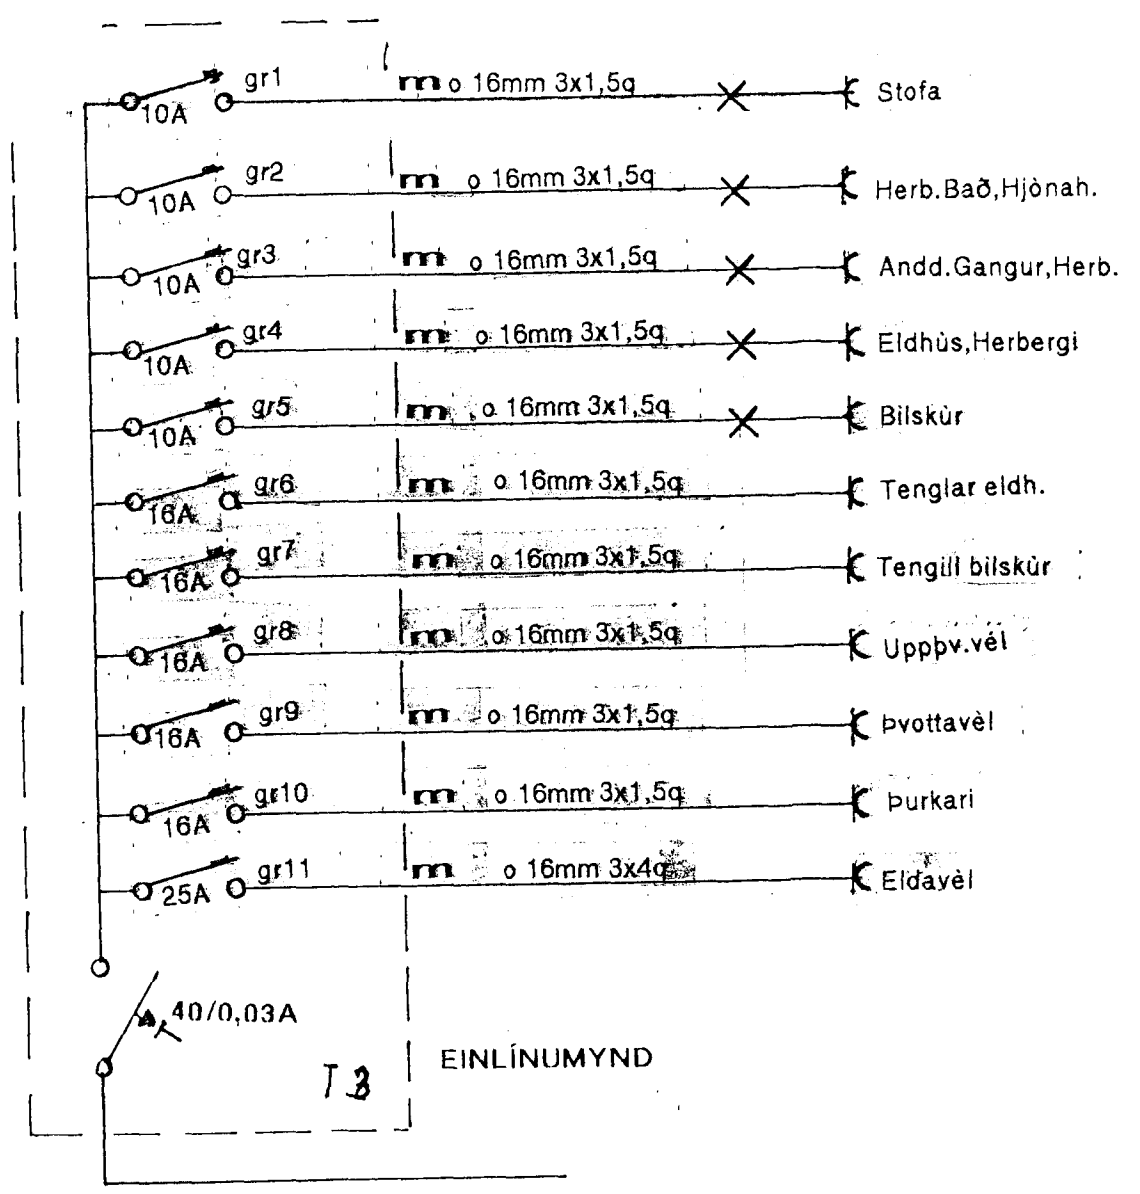 gr1 m o 16mm 3x1,5q Stofa
10A
gr2 m o 16mm 3x1,5q Herb.Bað,Hjònah.
10A
gr3 m o 16mm 3x1,5q Andd.Gangur,Herb.
10A
gr4 m o 16mm 3x1,5q Eldhùs,Herbergi
10A
gr5 m o 16mm 3x1,5q Bilskùr
10A
gr6 m o 16mm 3x1,5q Tenglar eldh.
16A
gr7 m o 16mm 3x1,5q Tengill bilskùr
16A
gr8 m o 16mm 3x1,5q Uppþv.vél
16A
gr9 m o 16mm 3x1,5q Þvottavèl
16A
gr10 m o 16mm 3x1,5q Þurkari
16A
gr11 m o 16mm 3x4q Eldavèl
25A
40/0,03A
T3
EINLÍNUMYND